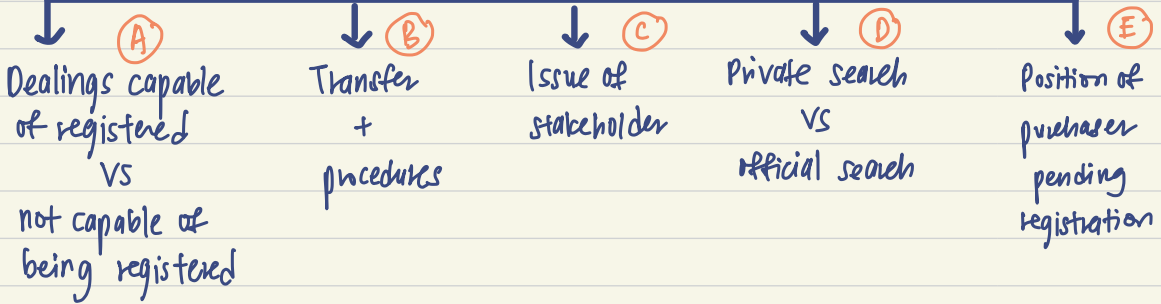 A
Dealings capable
of registered
VS
not capable of
being registered
B
Transfer
+
procedures
C
Issue of
stakeholder
D
Private search
VS
official search
E
Position of
purchaser
pending
registration